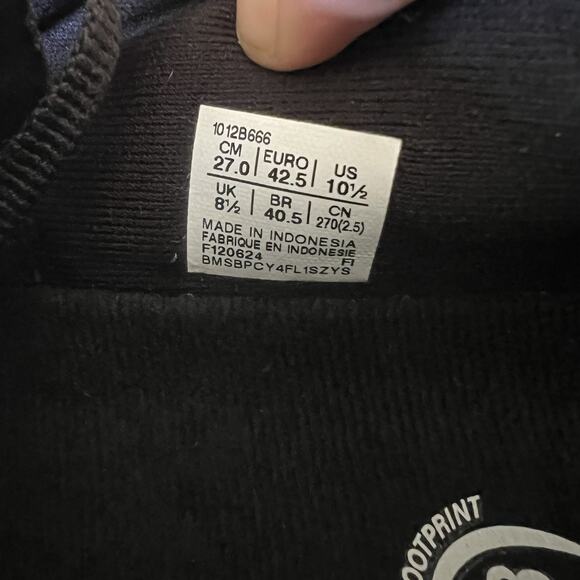 1012B666
CM EURO US
27.0 42.5 10½
UK BR CN
8½ 40.5 270(2.5)
MADE IN INDONESIA
FABRIQUE EN INDONESIE
F120624 FI
BMSBPCY4FL1SZYS